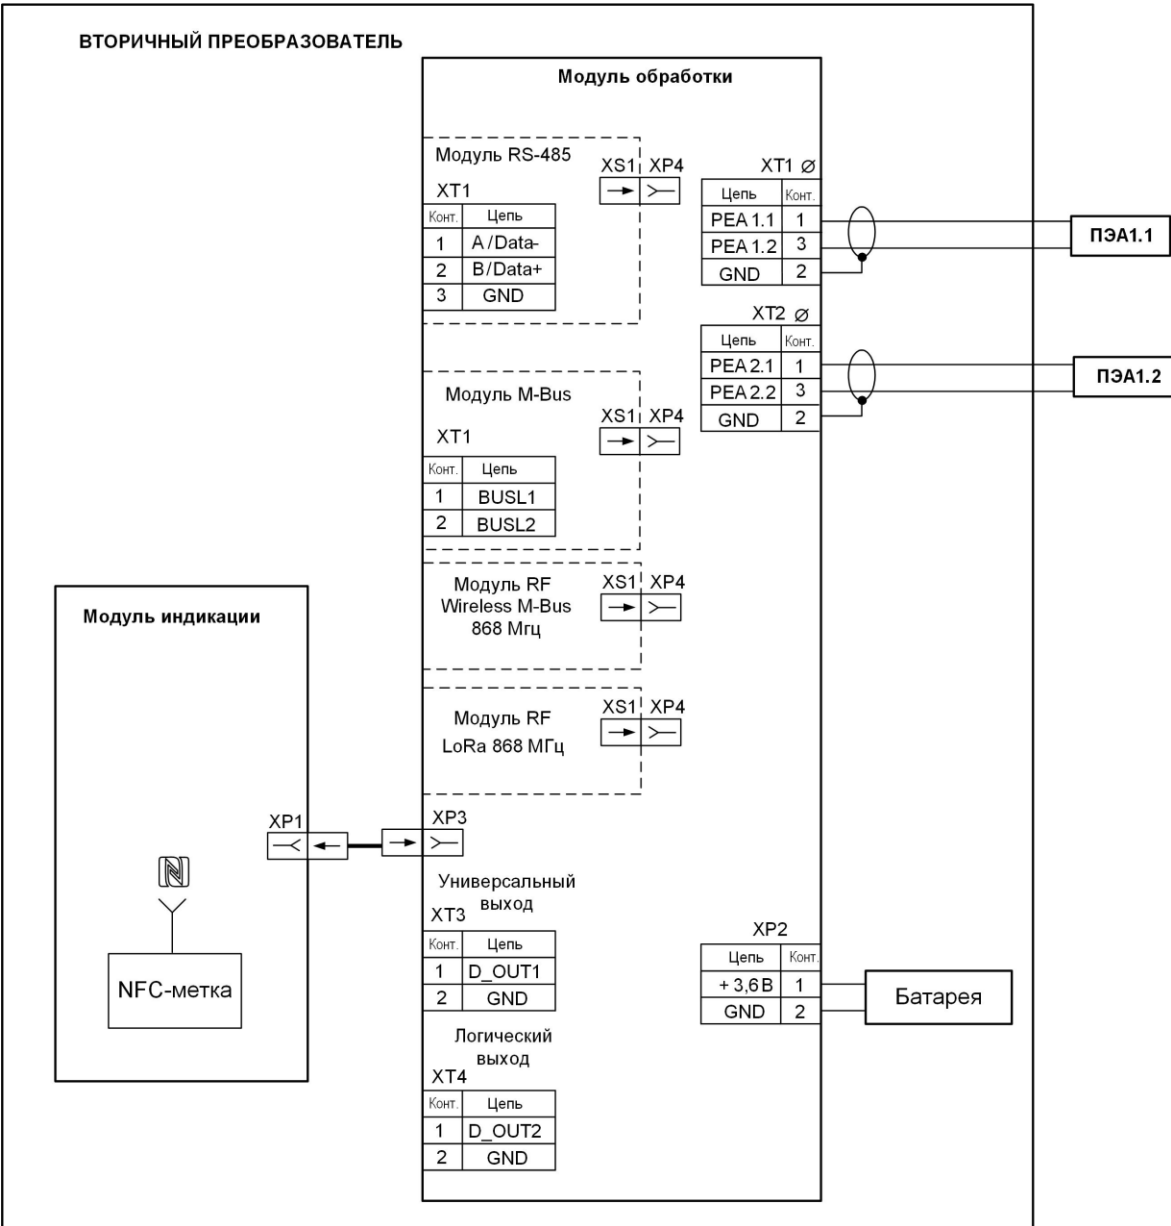 ВТОРИЧНЫЙ ПРЕОБРАЗОВАТЕЛЬ
Модуль обработки
Модуль RS-485
XS1 XP4
XT1
Конт. Цепь
1 A/Data-
2 B/Data+
3 GND
XT1 ⌀
Цепь Конт.
PEA 1.1 1
PEA 1.2 3
GND 2
ПЭА1.1
XT2 ⌀
Цепь Конт.
PEA 2.1 1
PEA 2.2 3
GND 2
ПЭА1.2
Модуль M-Bus
XS1 XP4
XT1
Конт. Цепь
1 BUSL1
2 BUSL2
Модуль RF
Wireless M-Bus
868 Мгц
XS1 XP4
Модуль RF
LoRa 868 МГц
XS1 XP4
Модуль индикации
XP1
XP3
NFC-метка
Универсальный
выход
XT3
Конт. Цепь
1 D_OUT1
2 GND
Логический
выход
XT4
Конт. Цепь
1 D_OUT2
2 GND
XP2
Цепь Конт.
+ 3,6 В 1
GND 2
Батарея